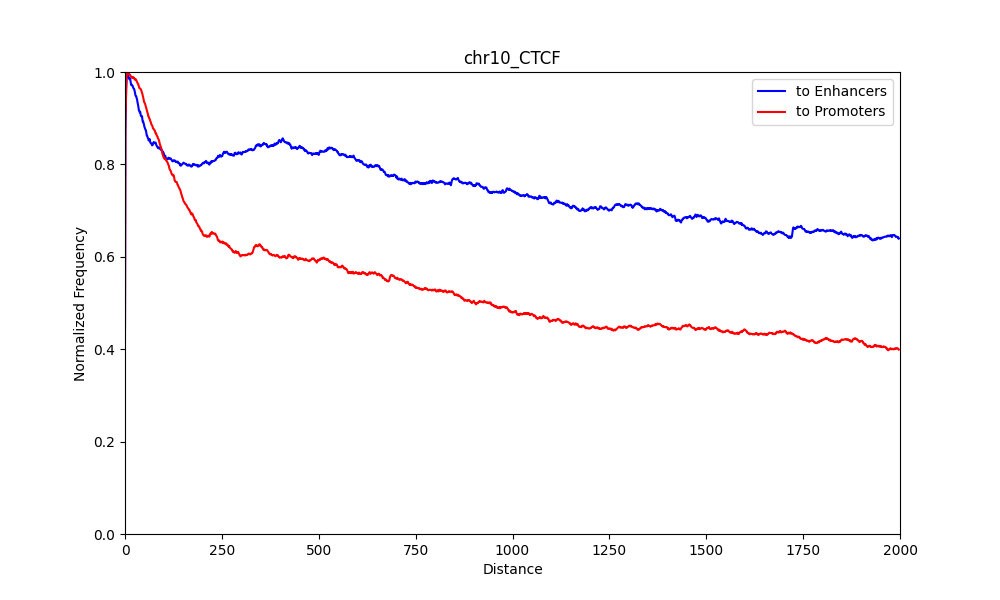 chr10_CTCF
to Enhancers
to Promoters
Normalized Frequency
1.0
0.8
0.6
0.4
0.2
0.0
0 250 500 750 1000 1250 1500 1750 2000
Distance